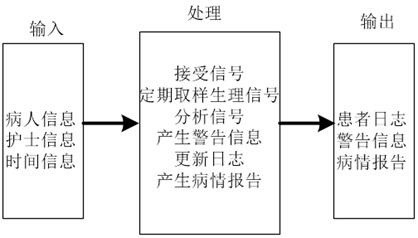 输入
处理
输出
病人信息
护士信息
时间信息
接受信号
定期取样生理信号
分析信号
产生警告信息
更新日志
产生病情报告
患者日志
警告信息
病情报告